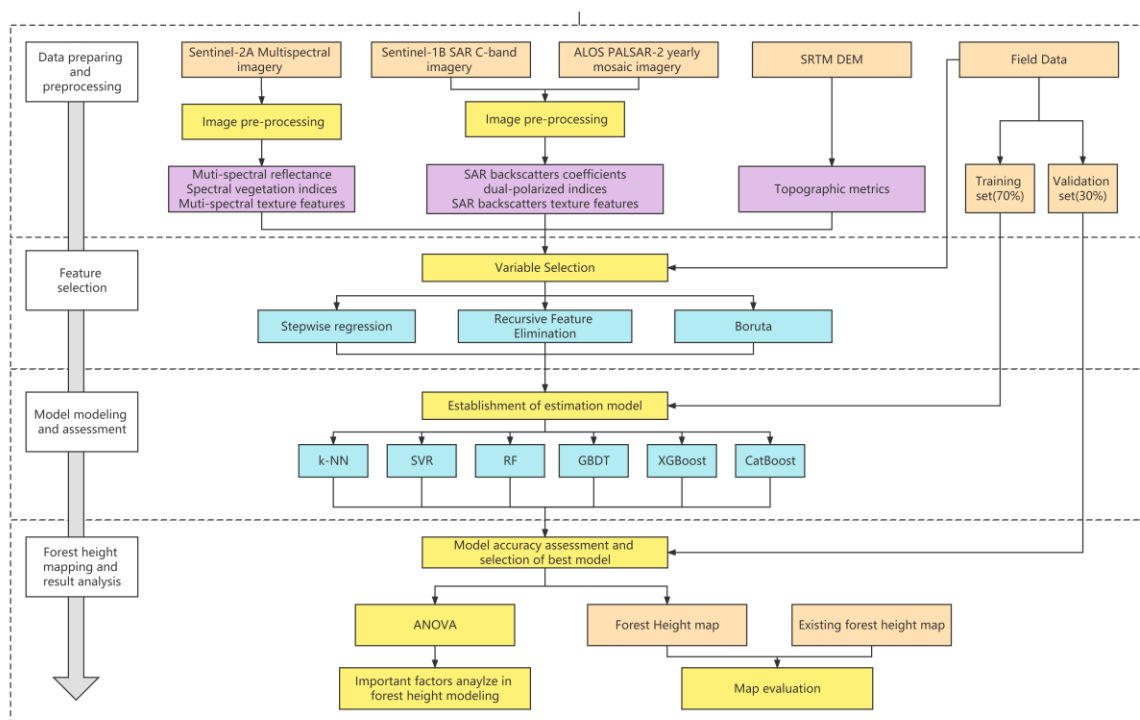 Data preparing
and
preprocessing
Sentinel-2A Multispectral
imagery
Sentinel-1B SAR C-band
imagery
ALOS PALSAR-2 yearly
mosaic imagery
SRTM DEM
Field Data
Image pre-processing
Image pre-processing
Muti-spectral reflectance
Spectral vegetation indices
Muti-spectral texture features
SAR backscatters coefficients
dual-polarized indices
SAR backscatters texture features
Topographic metrics
Training
set(70%)
Validation
set(30%)
Feature
selection
Variable Selection
Stepwise regression
Recursive Feature
Elimination
Boruta
Model modeling
and assessment
Establishment of estimation model
k-NN
SVR
RF
GBDT
XGBoost
CatBoost
Forest height
mapping and
result analysis
Model accuracy assessment and
selection of best model
ANOVA
Forest Height map
Existing forest height map
Important factors anaylze in
forest height modeling
Map evaluation